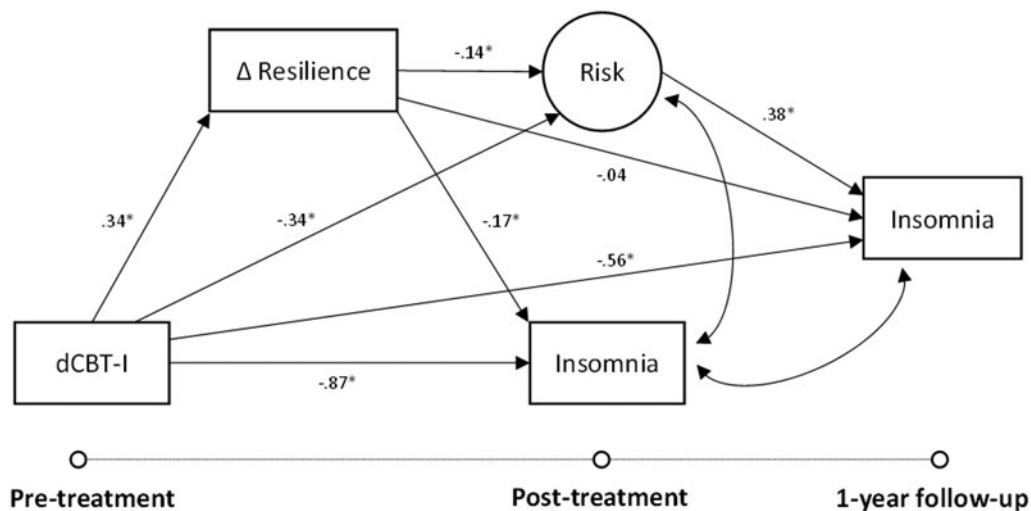 Δ Resilience
-.14*
Risk
.38*
-.04
.34*
-.34*
-.17*
Insomnia
-.56*
dCBT-I
Insomnia
-.87*
Pre-treatment
Post-treatment
1-year follow-up